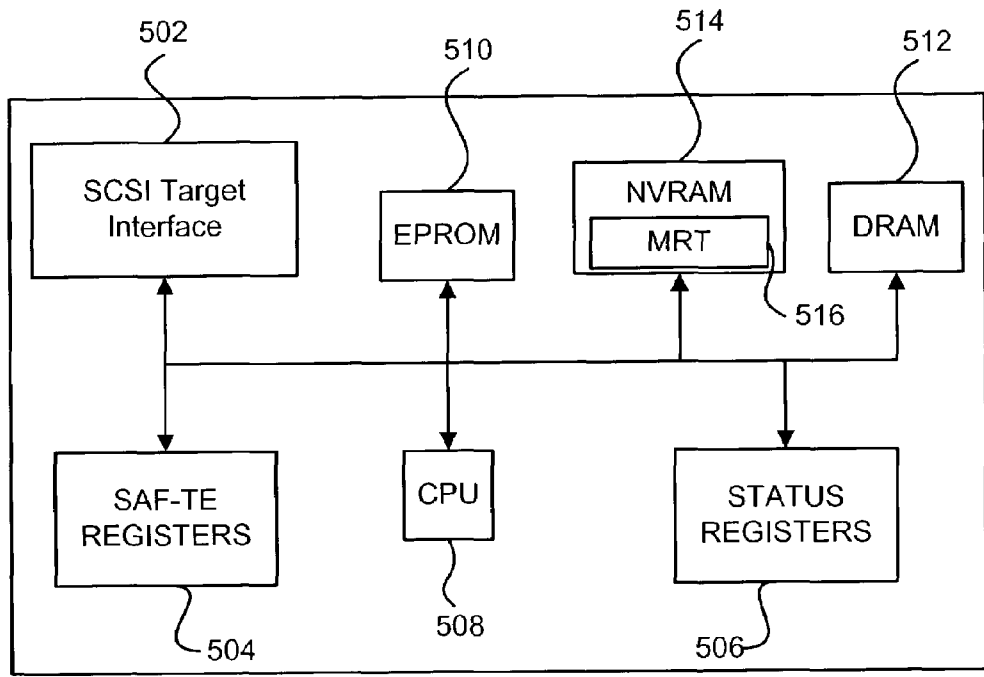 502
510
514
512
SCSI Target
Interface
EPROM
NVRAM
MRT
DRAM
516
SAF-TE
REGISTERS
CPU
STATUS
REGISTERS
504
508
506